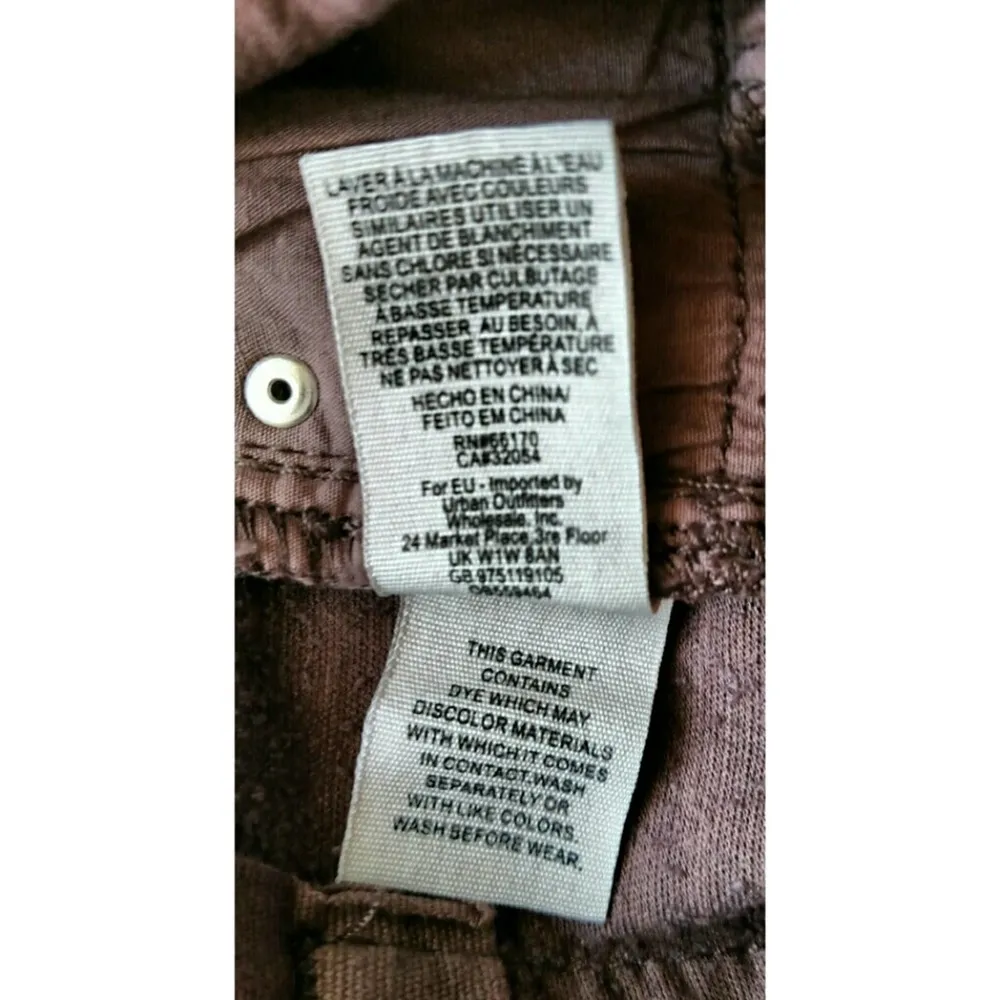 LAVER À LA MACHINE À L'EAU
FROIDE AVEC COULEURS
SIMILAIRES UTILISER UN
AGENT DE BLANCHIMENT
SANS CHLORE SI NÉCESSAIRE
SÉCHER PAR CULBUTAGE
À BASSE TEMPERATURE
REPASSER AU BESOIN, À
TRÈS BASSE TEMPÉRATURE
NE PAS NETTOYER À SEC
HECHO EN CHINA/
FEITO EM CHINA
RN#66170
CA#32054
For EU - Imported by
Urban Outfitters
Wholesale, Inc.
24 Market Place, 3re Floor
UK W1W 8AN
GB 975119105
OB559464
THIS GARMENT
CONTAINS
DYE WHICH MAY
DISCOLOR MATERIALS
WITH WHICH IT COMES
IN CONTACT. WASH
SEPARATELY OR
WITH LIKE COLORS.
WASH BEFORE WEAR.